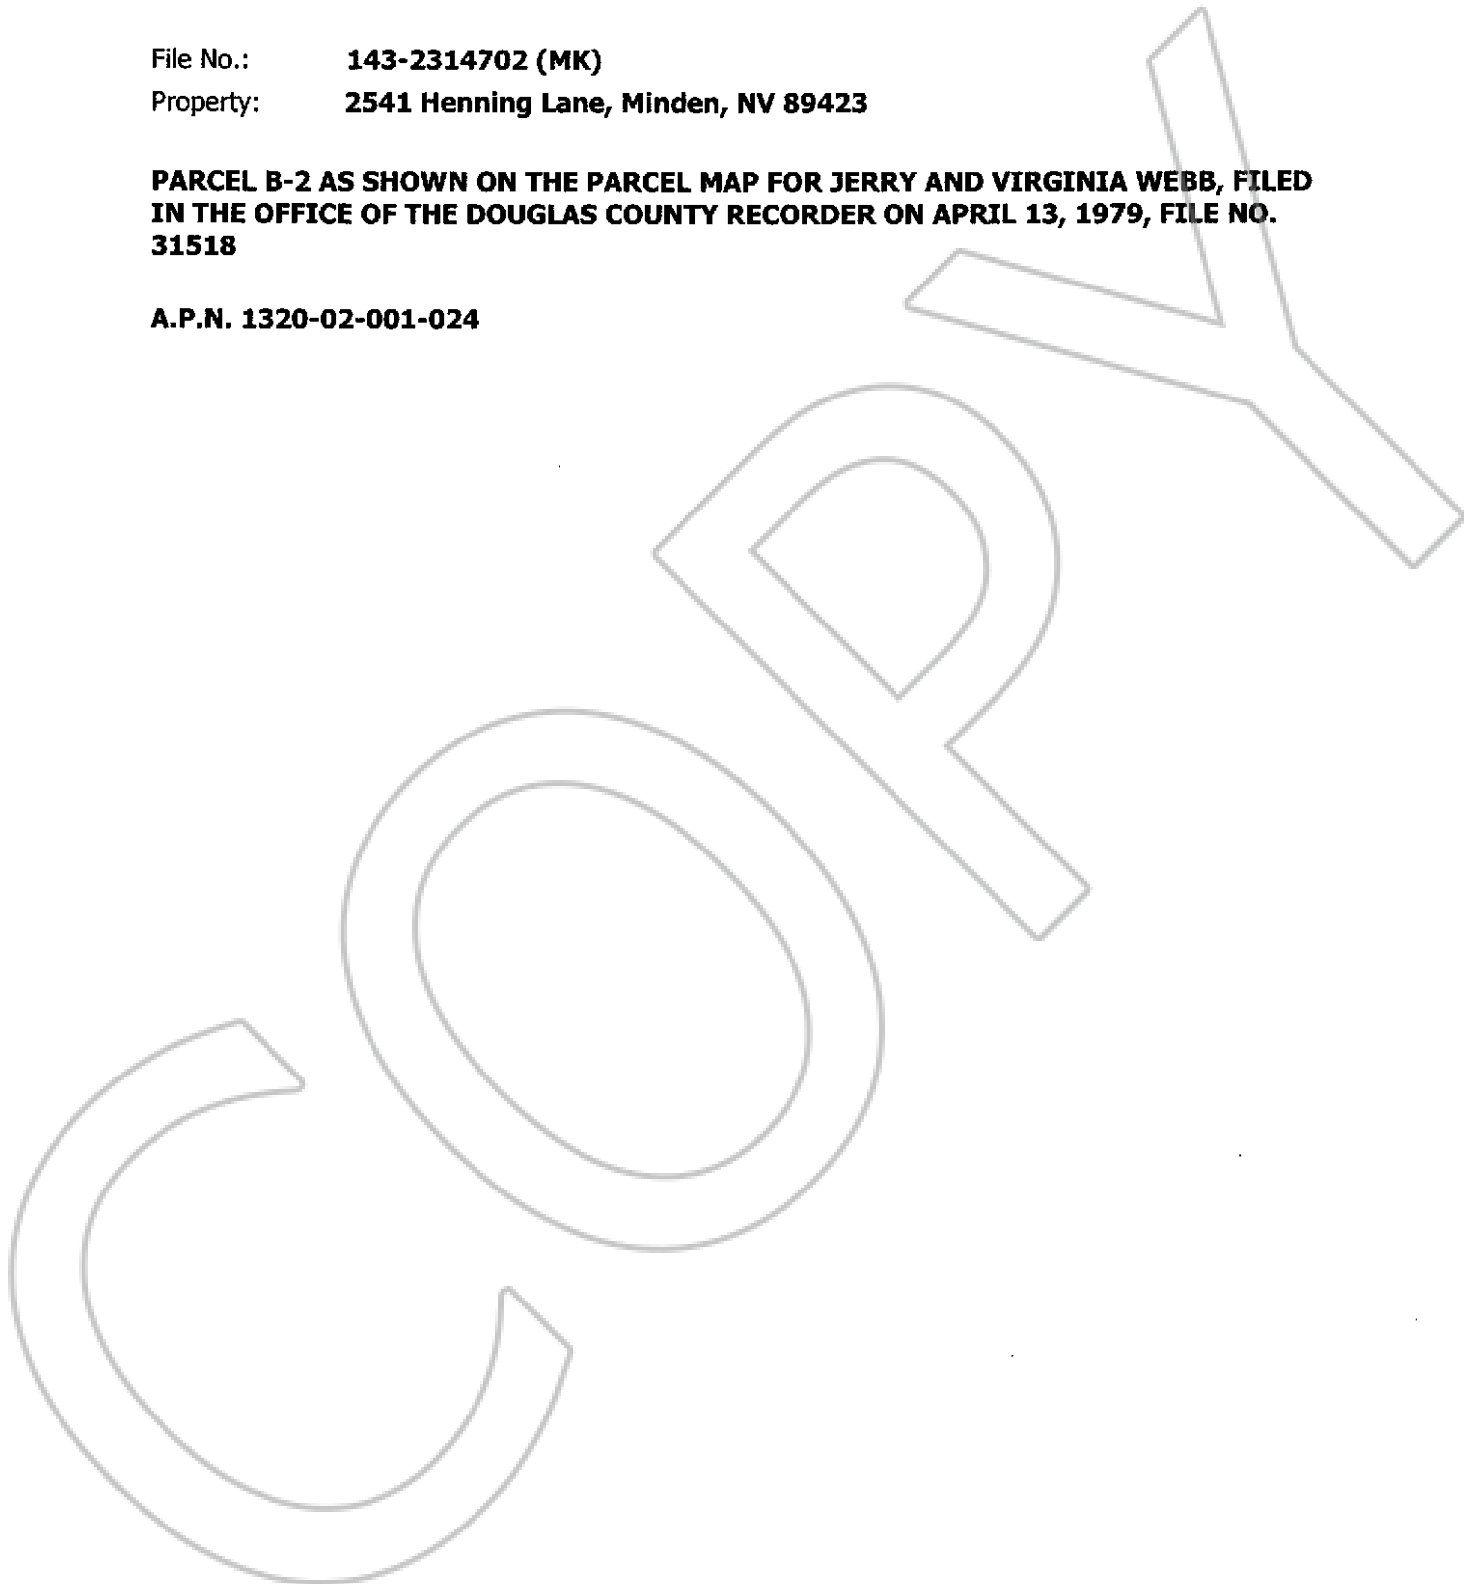 File No.: 143-2314702 (MK)
Property: 2541 Henning Lane, Minden, NV 89423
PARCEL B-2 AS SHOWN ON THE PARCEL MAP FOR JERRY AND VIRGINIA WEBB, FILED
IN THE OFFICE OF THE DOUGLAS COUNTY RECORDER ON APRIL 13, 1979, FILE NO.
31518
A.P.N. 1320-02-001-024
COPY